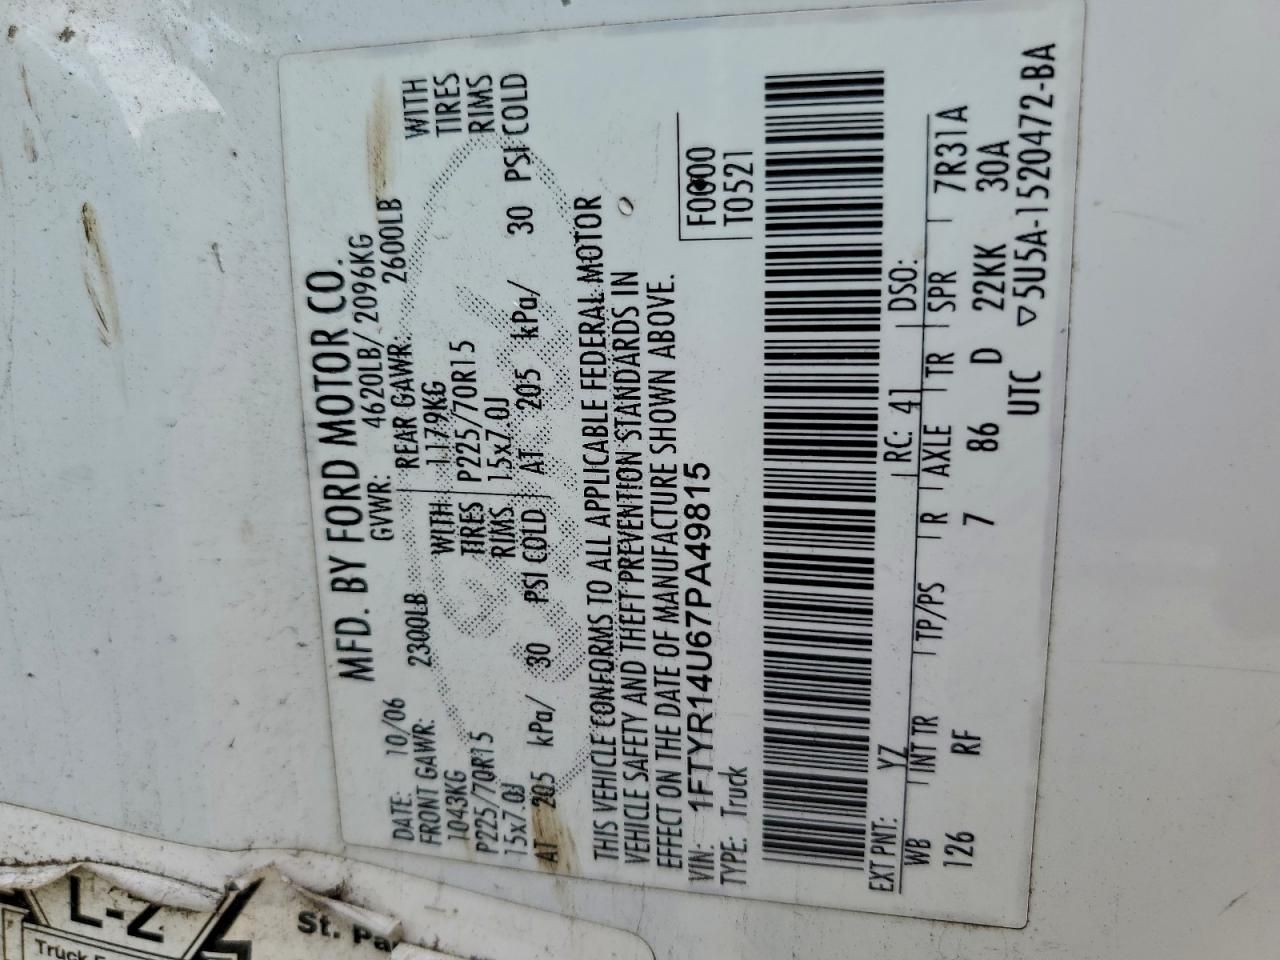 MFD. BY FORD MOTOR CO.
DATE: 10/06 GVWR: 4620LB/2096KG
FRONT GAWR: 2300LB REAR GAWR: 2600LB
1043KG WITH 1179KG WITH
P225/70R15 TIRES P225/70R15 TIRES
15x7.0J RIMS 15x7.0J RIMS
AT 205 kPa/ 30 PSI COLD AT 205 kPa/ 30 PSI COLD
THIS VEHICLE CONFORMS TO ALL APPLICABLE FEDERAL MOTOR
VEHICLE SAFETY AND THEFT PREVENTION STANDARDS IN
EFFECT ON THE DATE OF MANUFACTURE SHOWN ABOVE.
VIN: 1FTYR14U67PA49815 F0000
TYPE: Truck T0521
EXT PNT: YZ RC: 41 DSO:
WB INT TR TP/PS R AXLE TR SPR 7R31A
126 RF 7 86 D 22KK 30A
UTC ▽5U5A-1520472-BA
L-Z
St. Pa
Truck